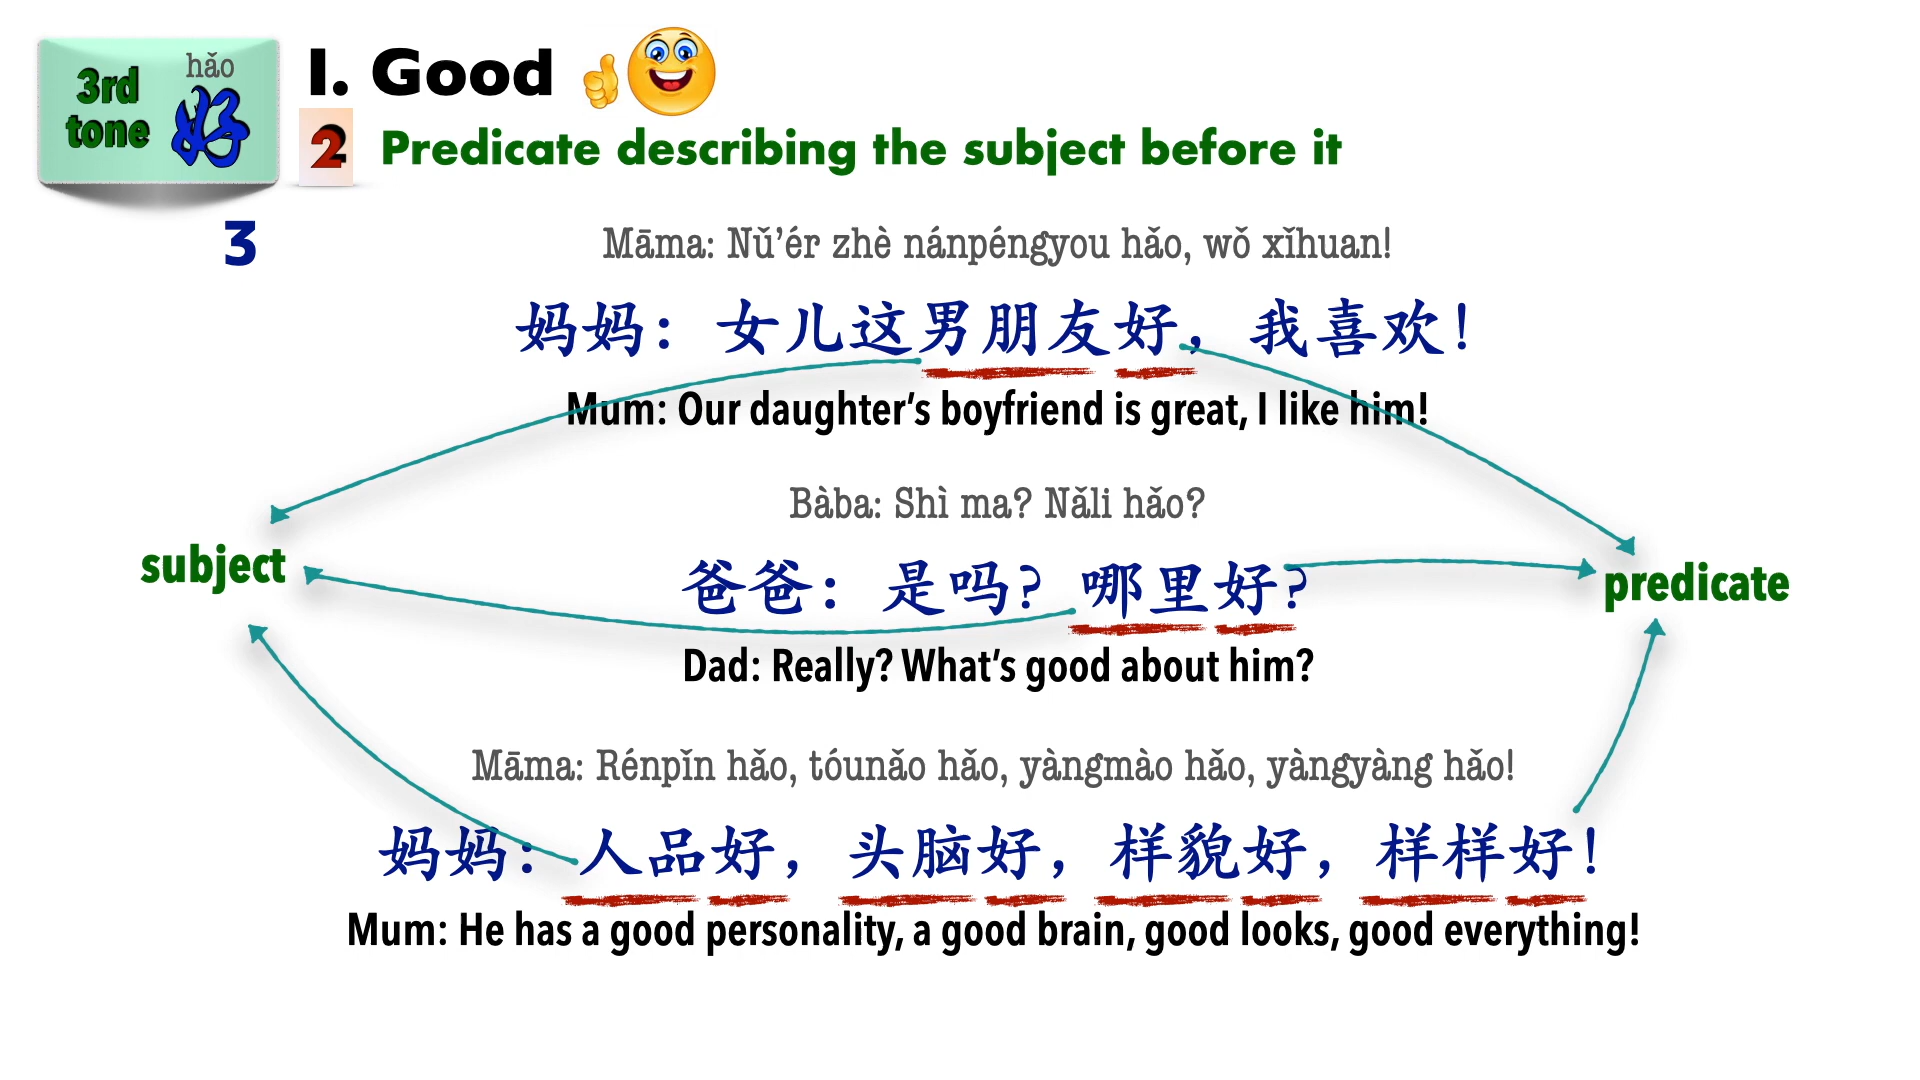 3rd
tone
hǎo
好
I. Good
2 Predicate describing the subject before it
3
Māma: Nǚ’ér zhè nánpéngyou hǎo, wǒ xǐhuan!
妈妈：女儿这男朋友好，我喜欢！
Mum: Our daughter’s boyfriend is great, I like him!
Bàba: Shì ma? Nǎli hǎo?
subject
爸爸：是吗？哪里好？
predicate
Dad: Really? What’s good about him?
Māma: Rénpǐn hǎo, tóunǎo hǎo, yàngmào hǎo, yàngyàng hǎo!
妈妈：人品好，头脑好，样貌好，样样好！
Mum: He has a good personality, a good brain, good looks, good everything!